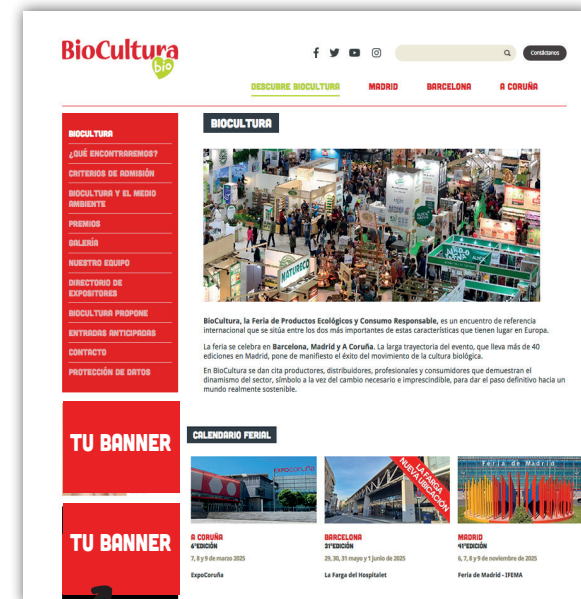 BioCultura
bio
Contáctanos
DESCUBRE BIOCULTURA
MADRID
BARCELONA
A CORUÑA
BIOCULTURA
¿QUÉ ENCONTRAREMOS?
CRITERIOS DE ADMISIÓN
BIOCULTURA Y EL MEDIO
AMBIENTE
PREMIOS
GALERÍA
NUESTRO EQUIPO
DIRECTORIO DE
EXPOSITORES
BIOCULTURA PROPONE
ENTRADAS ANTICIPADAS
CONTACTO
PROTECCIÓN DE DATOS
TU BANNER
TU BANNER
BIOCULTURA
NATURECO
BioCultura, la Feria de Productos Ecológicos y Consumo Responsable, es un encuentro de referencia
internacional que se sitúa entre los dos más importantes de estas características que tienen lugar en Europa.
La feria se celebra en Barcelona, Madrid y A Coruña. La larga trayectoria del evento, que lleva más de 40
ediciones en Madrid, pone de manifiesto el éxito del movimiento de la cultura biológica.
En BioCultura se dan cita productores, distribuidores, profesionales y consumidores que demuestran el
dinamismo del sector, símbolo a la vez del cambio necesario e imprescindible, para dar el paso definitivo hacia un
mundo realmente sostenible.
CALENDARIO FERIAL
EXPOCoruña
A CORUÑA
6ªEDICIÓN
7, 8 y 9 de marzo 2025
ExpoCoruña
LA FARGA
NUEVA UBICACIÓN
BARCELONA
31ªEDICIÓN
29, 30, 31 mayo y 1 junio de 2025
La Farga del Hospitalet
Feria de Madrid
MADRID
41ªEDICIÓN
6, 7, 8 y 9 de noviembre de 2025
Feria de Madrid - IFEMA